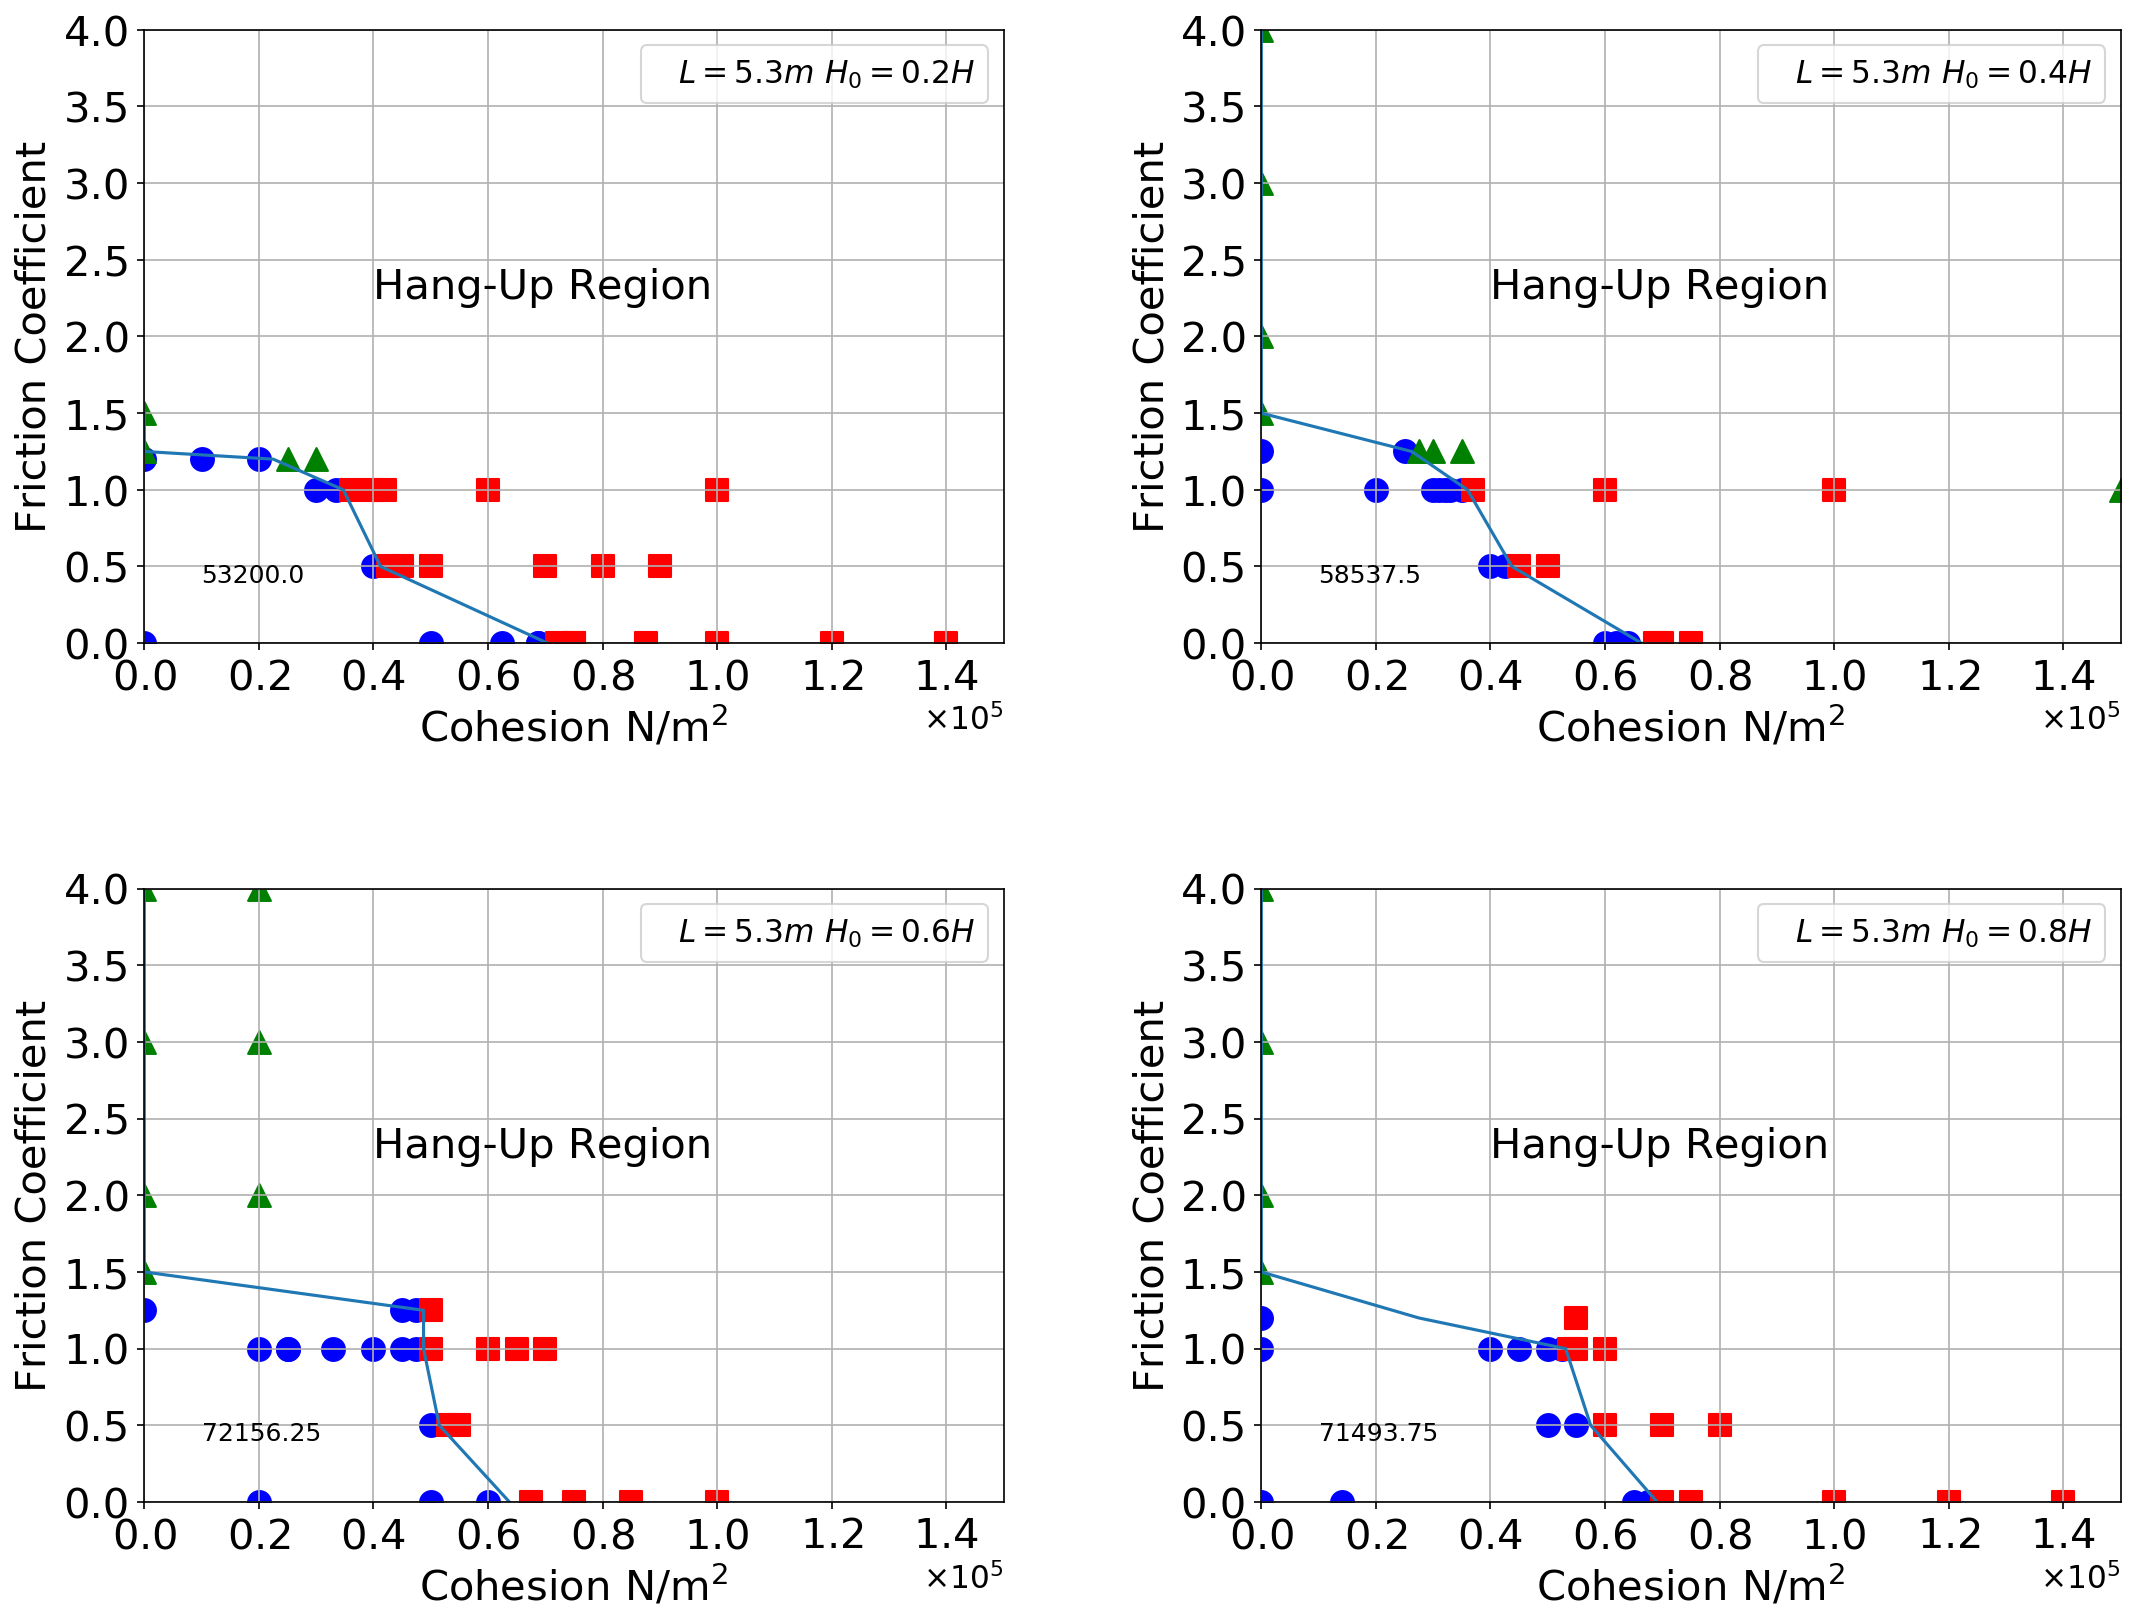 4.0
3.5
3.0
2.5
2.0
1.5
1.0
0.5
0.0
Friction Coefficient
L = 5.3m H₀ = 0.2H
Hang-Up Region
53200.0
0.0 0.2 0.4 0.6 0.8 1.0 1.2 1.4
Cohesion N/m²
×10⁵
4.0
3.5
3.0
2.5
2.0
1.5
1.0
0.5
0.0
Friction Coefficient
L = 5.3m H₀ = 0.4H
Hang-Up Region
58537.5
0.0 0.2 0.4 0.6 0.8 1.0 1.2 1.4
Cohesion N/m²
×10⁵
4.0
3.5
3.0
2.5
2.0
1.5
1.0
0.5
0.0
Friction Coefficient
L = 5.3m H₀ = 0.6H
Hang-Up Region
72156.25
0.0 0.2 0.4 0.6 0.8 1.0 1.2 1.4
Cohesion N/m²
×10⁵
4.0
3.5
3.0
2.5
2.0
1.5
1.0
0.5
0.0
Friction Coefficient
L = 5.3m H₀ = 0.8H
Hang-Up Region
71493.75
0.0 0.2 0.4 0.6 0.8 1.0 1.2 1.4
Cohesion N/m²
×10⁵